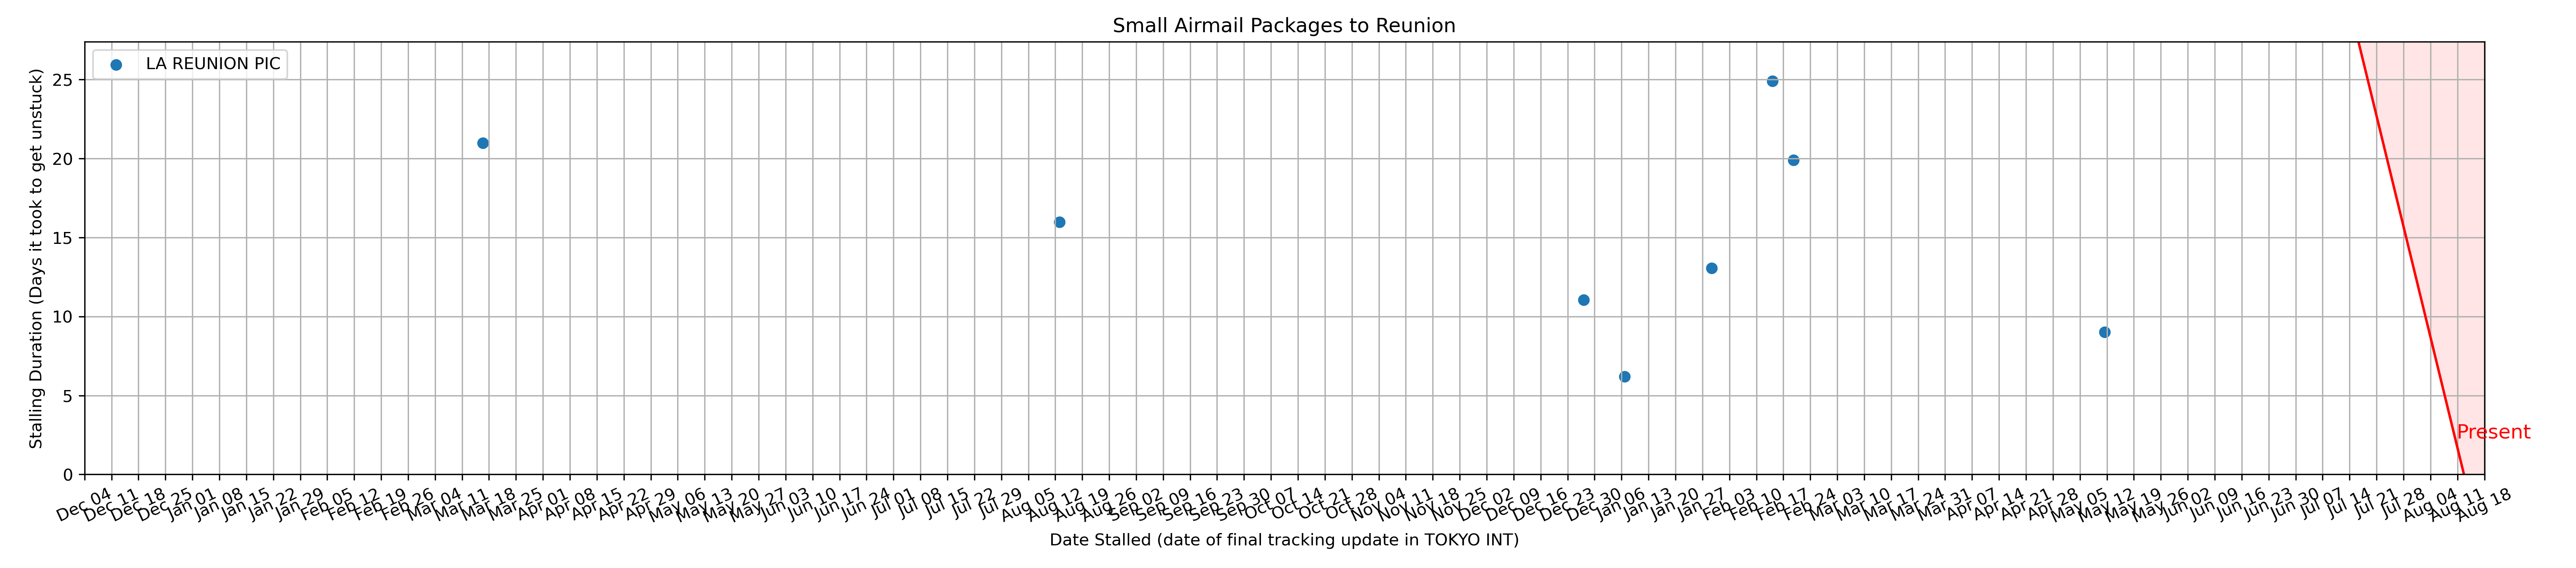 Small Airmail Packages to Reunion
LA REUNION PIC
Stalling Duration (Days it took to get unstuck)
25
20
15
10
5
0
Present
Dec 04
Dec 11
Dec 18
Dec 25
Jan 01
Jan 08
Jan 15
Jan 22
Jan 29
Feb 05
Feb 12
Feb 19
Feb 26
Mar 04
Mar 11
Mar 18
Mar 25
Apr 01
Apr 08
Apr 15
Apr 22
Apr 29
May 06
May 13
May 20
May 27
Jun 03
Jun 10
Jun 17
Jun 24
Jul 01
Jul 08
Jul 15
Jul 22
Jul 29
Aug 05
Aug 12
Aug 19
Aug 26
Sep 02
Sep 09
Sep 16
Sep 23
Sep 30
Oct 07
Oct 14
Oct 21
Oct 28
Nov 04
Nov 11
Nov 18
Nov 25
Dec 02
Dec 09
Dec 16
Dec 23
Dec 30
Jan 06
Jan 13
Jan 20
Jan 27
Feb 03
Feb 10
Feb 17
Feb 24
Mar 03
Mar 10
Mar 17
Mar 24
Mar 31
Apr 07
Apr 14
Apr 21
Apr 28
May 05
May 12
May 19
May 26
Jun 02
Jun 09
Jun 16
Jun 23
Jun 30
Jul 07
Jul 14
Jul 21
Jul 28
Aug 04
Aug 11
Aug 18
Date Stalled (date of final tracking update in TOKYO INT)